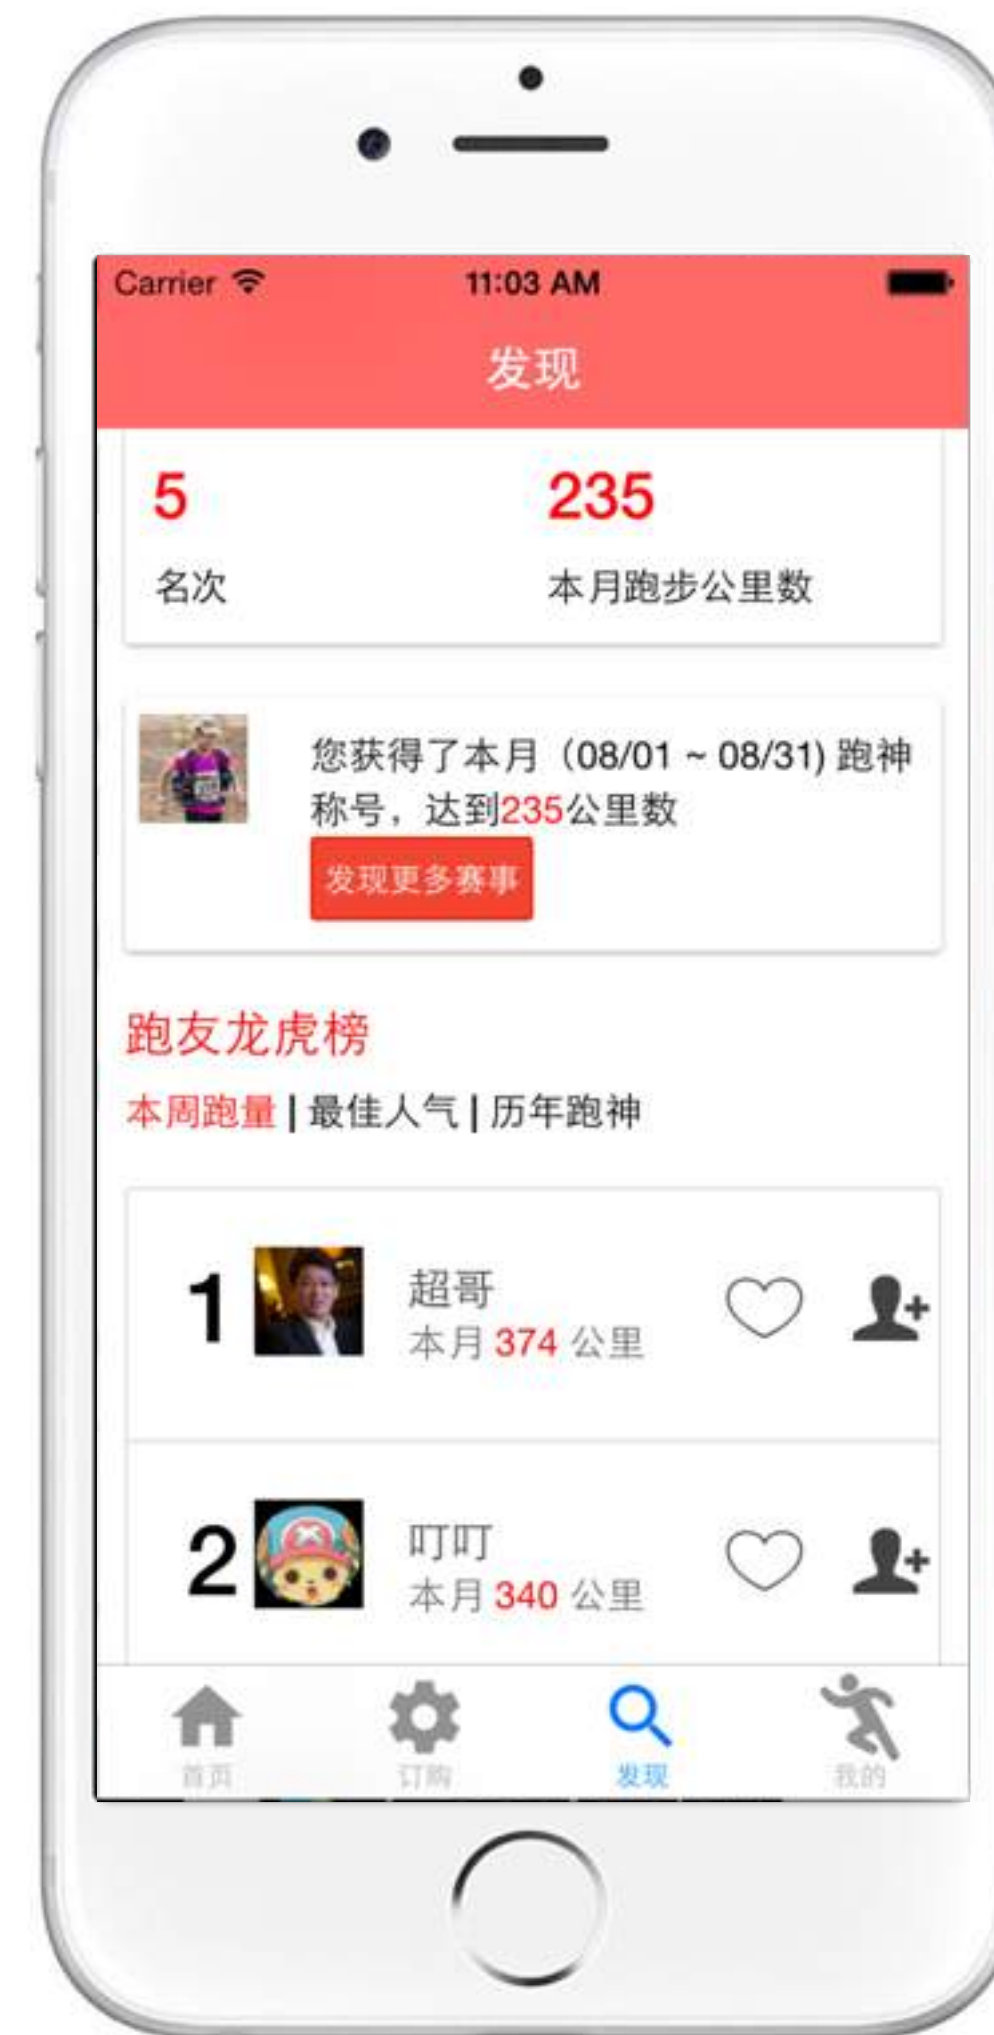 Carrier 11:03 AM
发现
5 235
名次 本月跑步公里数
您获得了本月（08/01 ~ 08/31) 跑神
称号，达到235公里数
发现更多赛事
跑友龙虎榜
本周跑量 | 最佳人气 | 历年跑神
1 超哥
本月 374 公里
2 叮叮
本月 340 公里
首页 订购 发现 我的